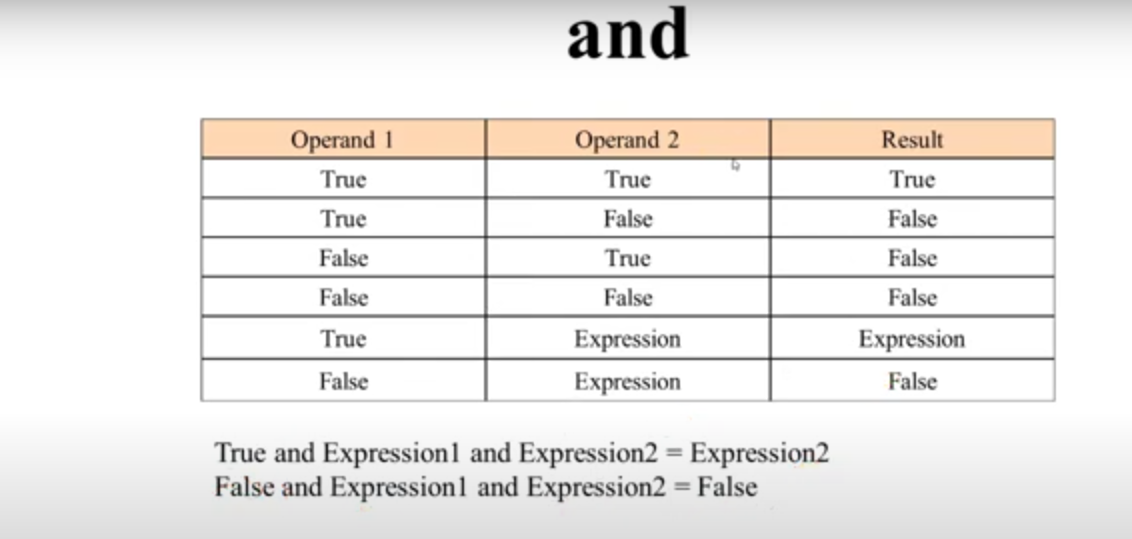 and
Operand 1 Operand 2 Result
True True True
True False False
False True False
False False False
True Expression Expression
False Expression False
True and Expression1 and Expression2 = Expression2
False and Expression1 and Expression2 = False